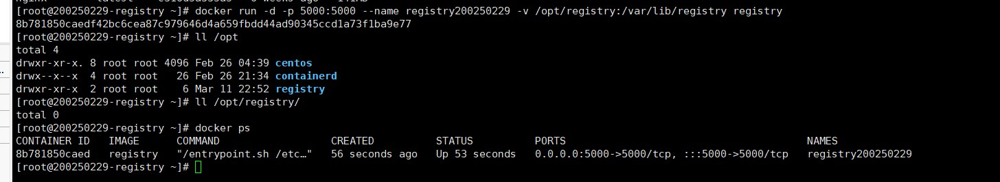 [root@200250229-registry ~]# docker run -d -p 5000:5000 --name registry200250229 -v /opt/registry:/var/lib/registry registry
8b781850caedf42bc6cea87c979646d4a659fbdd44ad90345ccd1a73f1ba9e77
[root@200250229-registry ~]# ll /opt
total 4
drwxr-xr-x. 8 root root 4096 Feb 26 04:39 centos
drwx--x--x  4 root root   26 Feb 26 21:34 containerd
drwxr-xr-x  2 root root    6 Mar 11 22:52 registry
[root@200250229-registry ~]# ll /opt/registry/
total 0
[root@200250229-registry ~]# docker ps
CONTAINER ID   IMAGE      COMMAND                  CREATED          STATUS          PORTS                                       NAMES
8b781850caed   registry   "/entrypoint.sh /etc…"   56 seconds ago   Up 53 seconds   0.0.0.0:5000->5000/tcp, :::5000->5000/tcp   registry200250229
[root@200250229-registry ~]#